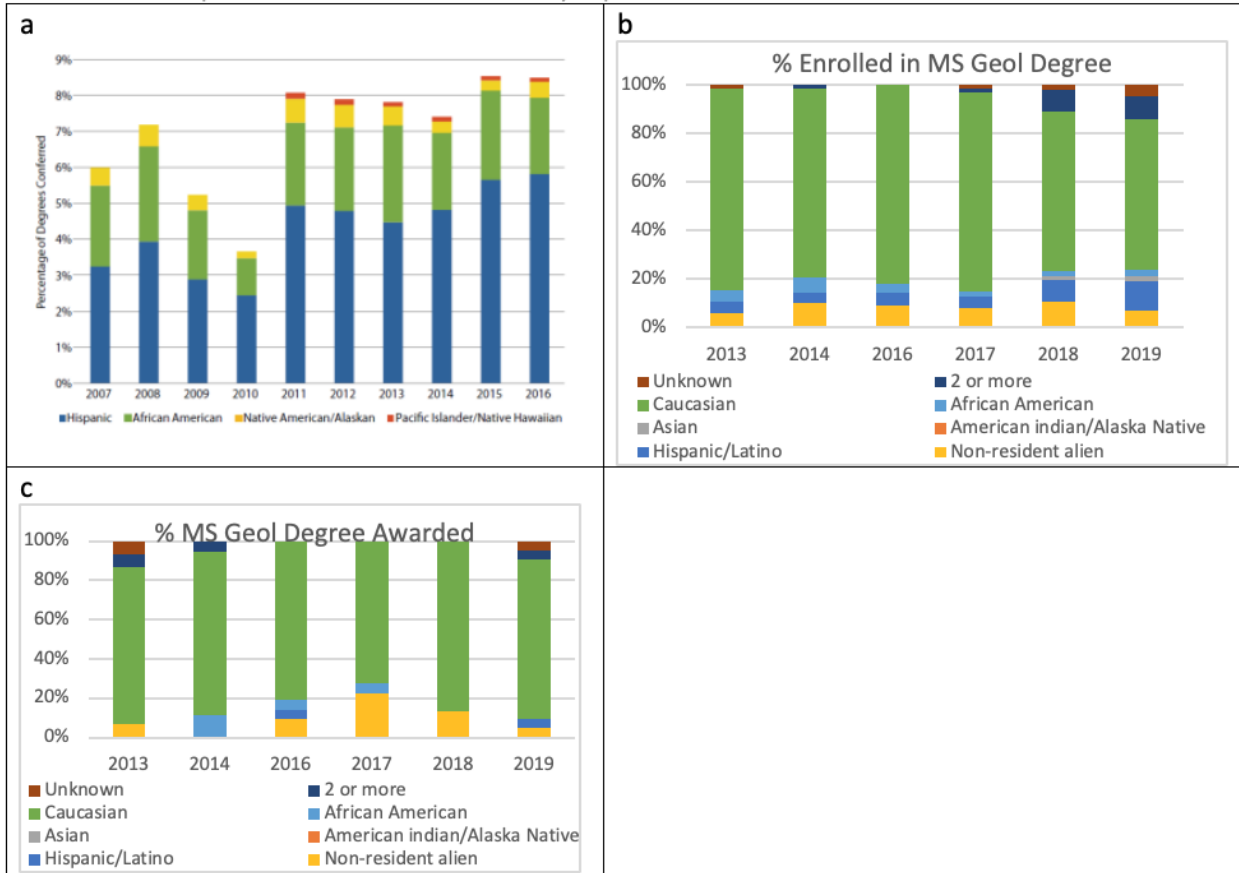 a
9%
8%
7%
6%
5%
4%
3%
2%
1%
0%
Percentage of Degrees Conferred
2007 2008 2009 2010 2011 2012 2013 2014 2015 2016
Hispanic African American Native American/Alaskan Pacific Islander/Native Hawaiian
b
% Enrolled in MS Geol Degree
100%
80%
60%
40%
20%
0%
2013 2014 2016 2017 2018 2019
Unknown 2 or more
Caucasian African American
Asian American indian/Alaska Native
Hispanic/Latino Non-resident alien
c
% MS Geol Degree Awarded
100%
80%
60%
40%
20%
0%
2013 2014 2016 2017 2018 2019
Unknown 2 or more
Caucasian African American
Asian American indian/Alaska Native
Hispanic/Latino Non-resident alien